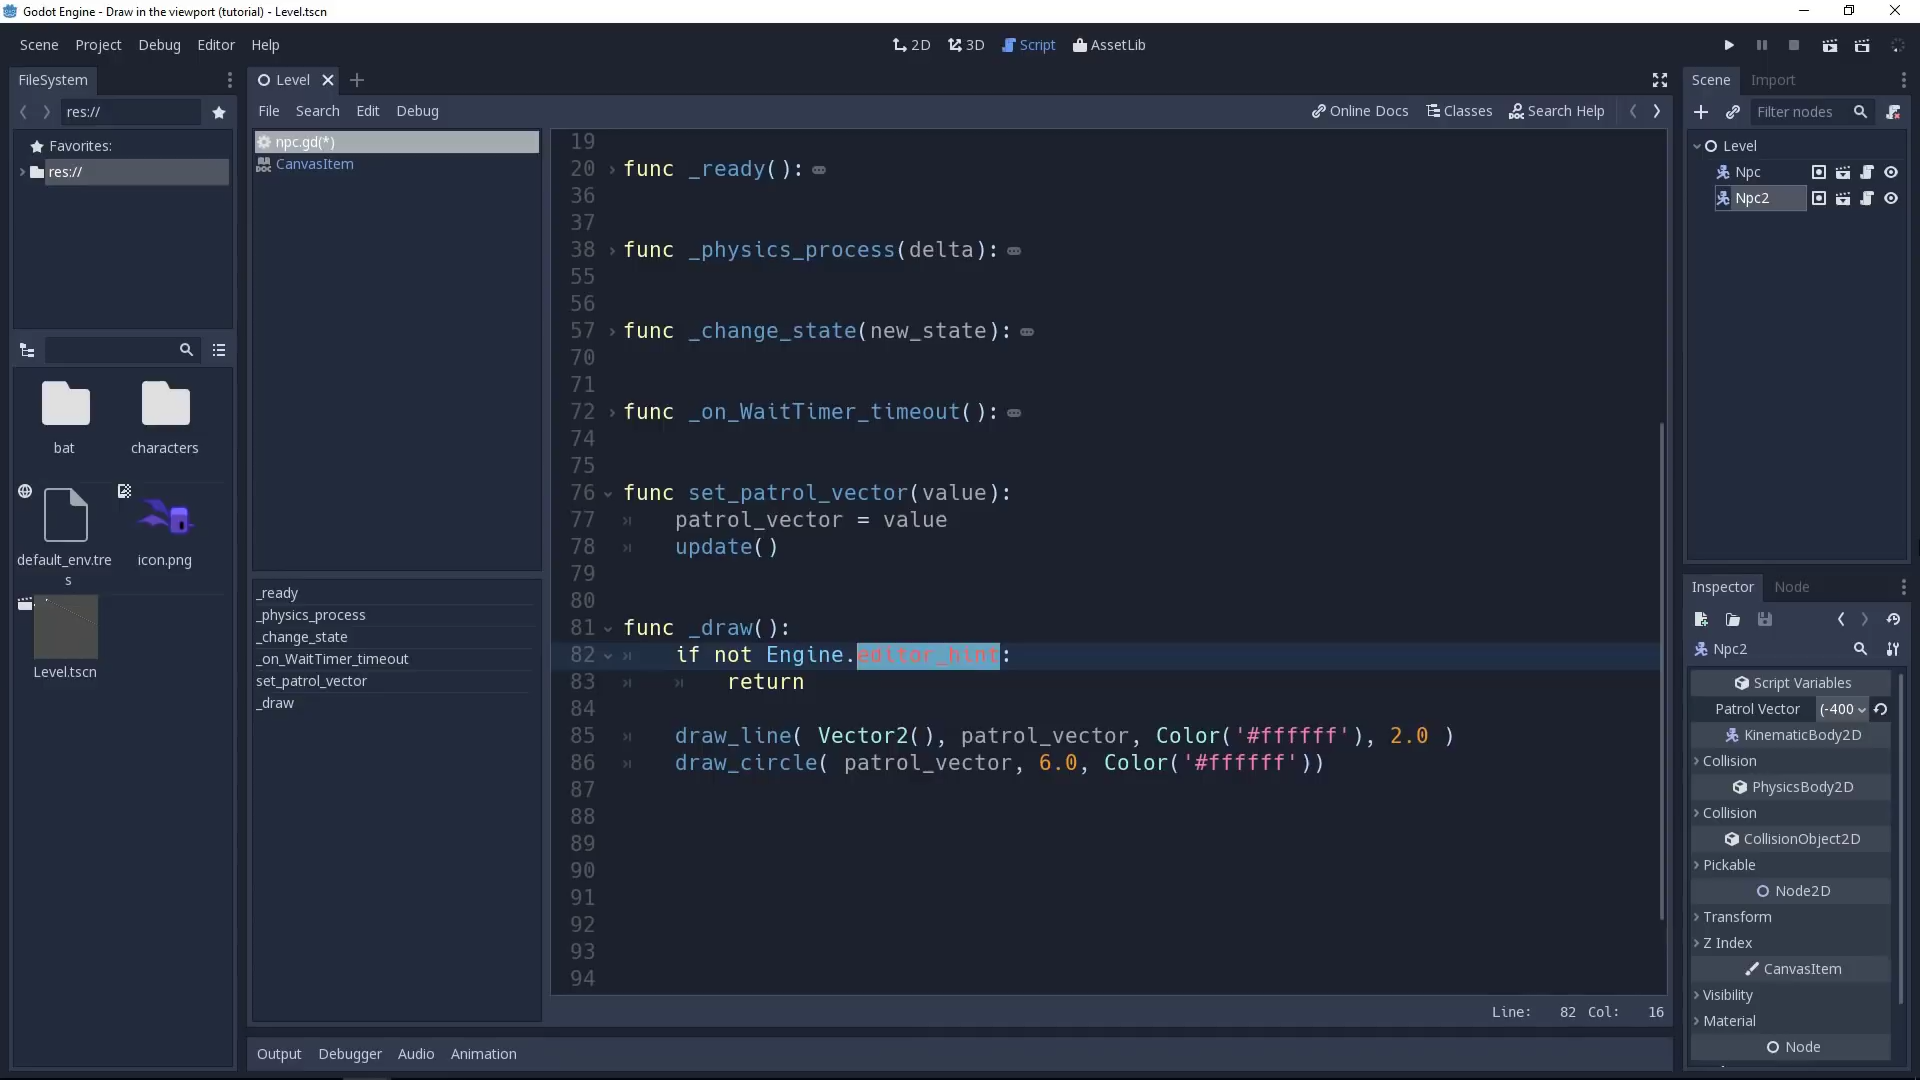 Godot Engine - Draw in the viewport (tutorial) - Level.tscn
Scene Project Debug Editor Help
2D 3D Script AssetLib
FileSystem
res://
Favorites:
res://
bat
characters
default_env.tre
s
icon.png
Level.tscn
Level
File Search Edit Debug
Online Docs Classes Search Help
npc.gd(*)
CanvasItem
_ready
_physics_process
_change_state
_on_WaitTimer_timeout
set_patrol_vector
_draw
19
20 func _ready():
36
37
38 func _physics_process(delta):
55
56
57 func _change_state(new_state):
70
71
72 func _on_WaitTimer_timeout():
74
75
76 func set_patrol_vector(value):
77 patrol_vector = value
78 update()
79
80
81 func _draw():
82 if not Engine.editor_hint:
83 return
84
85 draw_line( Vector2(), patrol_vector, Color('#ffffff'), 2.0 )
86 draw_circle( patrol_vector, 6.0, Color('#ffffff'))
87
88
89
90
91
92
93
94
Line: 82 Col: 16
Output Debugger Audio Animation
Scene Import
Filter nodes
Level
Npc
Npc2
Inspector Node
Npc2
Script Variables
Patrol Vector (-400
KinematicBody2D
Collision
PhysicsBody2D
Collision
CollisionObject2D
Pickable
Node2D
Transform
Z Index
CanvasItem
Visibility
Material
Node